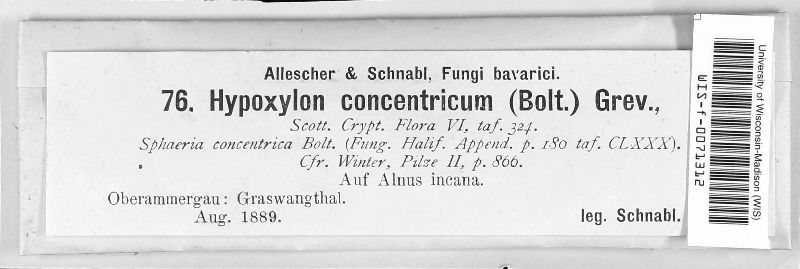 Allescher & Schnabl, Fungi bavarici.
76. Hypoxylon concentricum (Bolt.) Grev.,
Scott. Crypt. Flora VI, taf. 324.
Sphaeria concentrica Bolt. (Fung. Halif. Append. p. 180 taf. CLXXX).
Cfr. Winter, Pilze II, p. 866.
Auf Alnus incana.
Oberammergau: Graswangthal.
Aug. 1889.
leg. Schnabl.
University of Wisconsin-Madison (WIS)
WIS-f-0071312